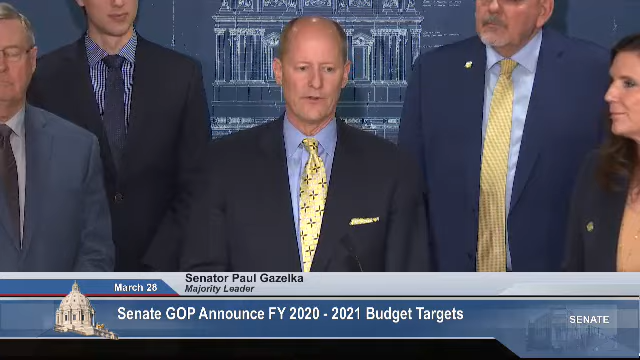 Senator Paul Gazelka
March 28
Majority Leader
Senate GOP Announce FY 2020 - 2021 Budget Targets
SENATE